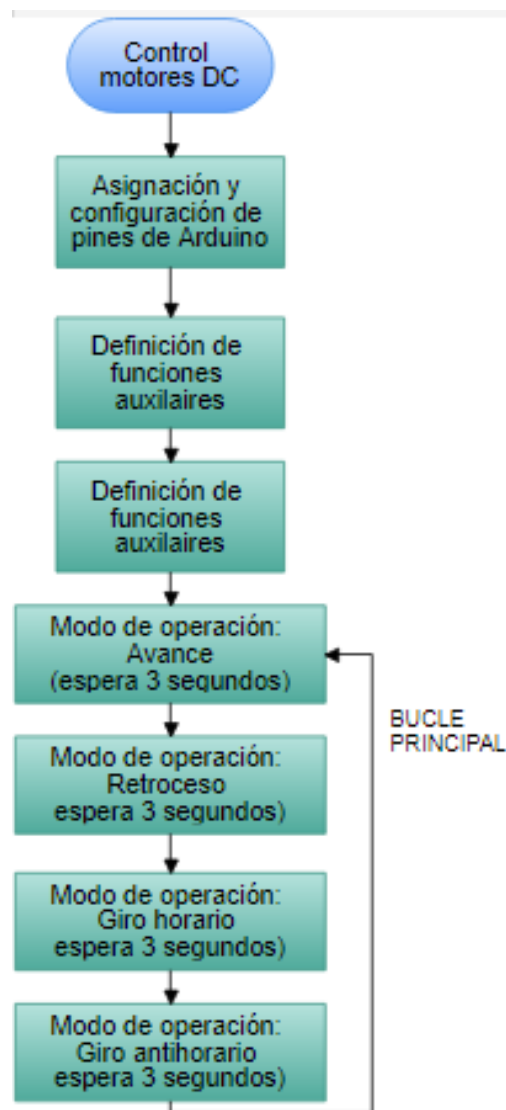 Control
motores DC
Asignación y
configuración de
pines de Arduino
Definición de
funciones
auxilaires
Definición de
funciones
auxilaires
Modo de operación:
Avance
(espera 3 segundos)
BUCLE
PRINCIPAL
Modo de operación:
Retroceso
espera 3 segundos)
Modo de operación:
Giro horario
espera 3 segundos)
Modo de operación:
Giro antihorario
espera 3 segundos)